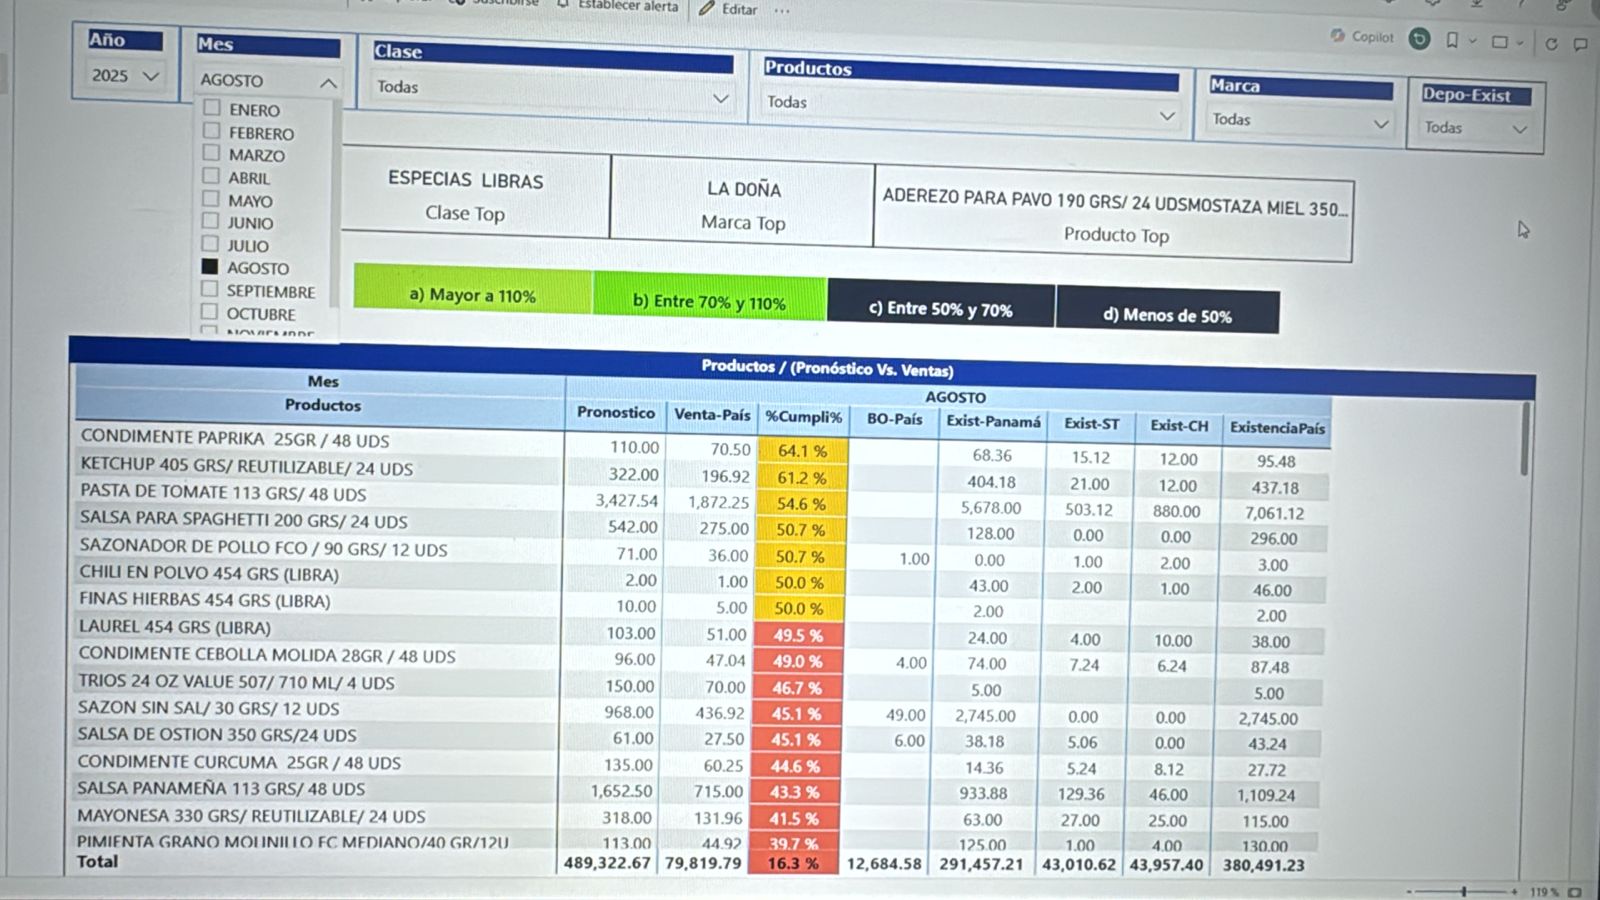 Establecer alerta
Editar
Copilot
Año
2025
Mes
AGOSTO
ENERO
FEBRERO
MARZO
ABRIL
MAYO
JUNIO
JULIO
AGOSTO
SEPTIEMBRE
OCTUBRE
Clase
Todas
Productos
Todas
Marca
Todas
Depo-Exist
Todas
ESPECIAS LIBRAS
Clase Top
LA DOÑA
Marca Top
ADEREZO PARA PAVO 190 GRS/ 24 UDSMOSTAZA MIEL 350...
Producto Top
a) Mayor a 110%
b) Entre 70% y 110%
c) Entre 50% y 70%
d) Menos de 50%
Productos / (Pronóstico Vs. Ventas)
Mes AGOSTO
Productos Pronostico Venta-País %Cumpli% BO-País Exist-Panamá Exist-ST Exist-CH ExistenciaPaís
CONDIMENTE PAPRIKA 25GR / 48 UDS 110.00 70.50 64.1 % 68.36 15.12 12.00 95.48
KETCHUP 405 GRS/ REUTILIZABLE/ 24 UDS 322.00 196.92 61.2 % 404.18 21.00 12.00 437.18
PASTA DE TOMATE 113 GRS/ 48 UDS 3,427.54 1,872.25 54.6 % 5,678.00 503.12 880.00 7,061.12
SALSA PARA SPAGHETTI 200 GRS/ 24 UDS 542.00 275.00 50.7 % 128.00 0.00 0.00 296.00
SAZONADOR DE POLLO FCO / 90 GRS/ 12 UDS 71.00 36.00 50.7 % 1.00 0.00 1.00 2.00 3.00
CHILI EN POLVO 454 GRS (LIBRA) 2.00 1.00 50.0 % 43.00 2.00 1.00 46.00
FINAS HIERBAS 454 GRS (LIBRA) 10.00 5.00 50.0 % 2.00 2.00
LAUREL 454 GRS (LIBRA) 103.00 51.00 49.5 % 24.00 4.00 10.00 38.00
CONDIMENTE CEBOLLA MOLIDA 28GR / 48 UDS 96.00 47.04 49.0 % 4.00 74.00 7.24 6.24 87.48
TRIOS 24 OZ VALUE 507/ 710 ML/ 4 UDS 150.00 70.00 46.7 % 5.00 5.00
SAZON SIN SAL/ 30 GRS/ 12 UDS 968.00 436.92 45.1 % 49.00 2,745.00 0.00 0.00 2,745.00
SALSA DE OSTION 350 GRS/24 UDS 61.00 27.50 45.1 % 6.00 38.18 5.06 0.00 43.24
CONDIMENTE CURCUMA 25GR / 48 UDS 135.00 60.25 44.6 % 14.36 5.24 8.12 27.72
SALSA PANAMEÑA 113 GRS/ 48 UDS 1,652.50 715.00 43.3 % 933.88 129.36 46.00 1,109.24
MAYONESA 330 GRS/ REUTILIZABLE/ 24 UDS 318.00 131.96 41.5 % 63.00 27.00 25.00 115.00
PIMIENTA GRANO MOLINILLO FC MEDIANO/40 GR/12U 113.00 44.92 39.7 % 125.00 1.00 4.00 130.00
Total 489,322.67 79,819.79 16.3 % 12,684.58 291,457.21 43,010.62 43,957.40 380,491.23
119 %